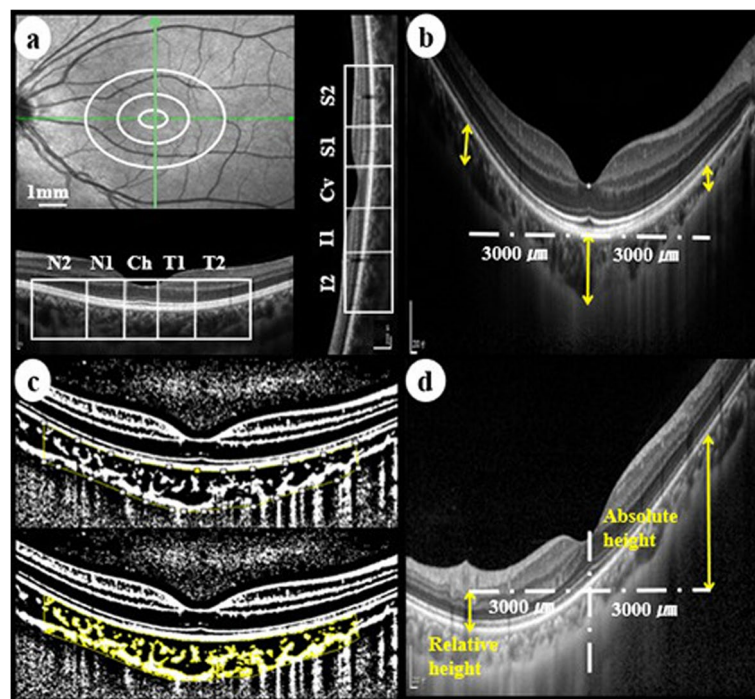 a
1mm
N2 N1 Ch T1 T2
S2
S1
Cv
I1
I2
b
3000 ㎛ 3000 ㎛
c
d
Absolute
height
3000 ㎛ 3000 ㎛
Relative
height